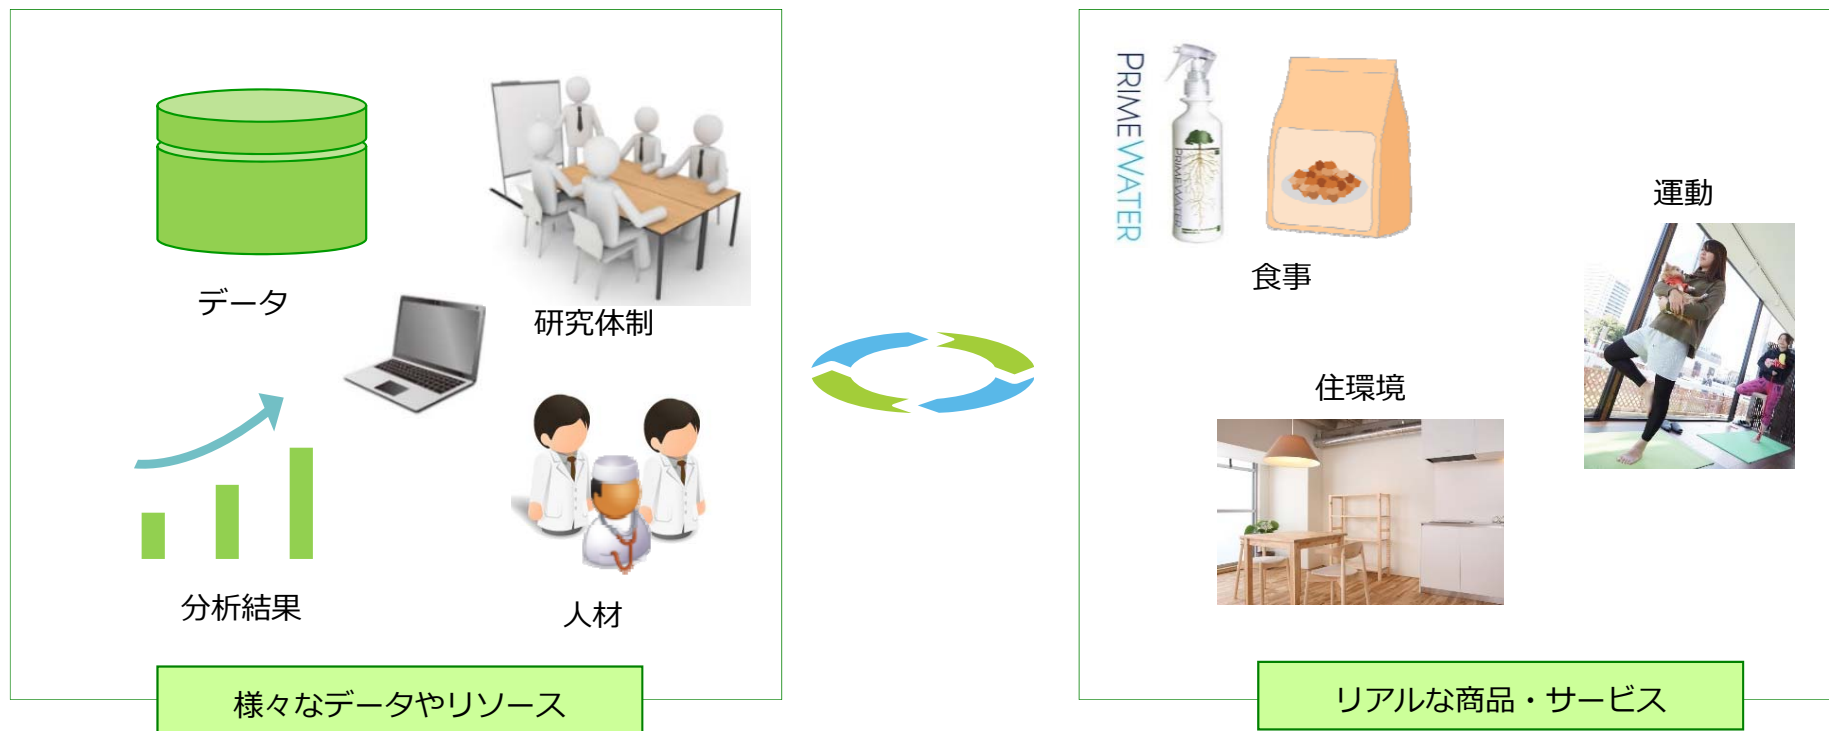 データ
研究体制
分析結果
人材
様々なデータやリソース
PRIMEWATER
PRIME WATER
食事
運動
住環境
リアルな商品・サービス